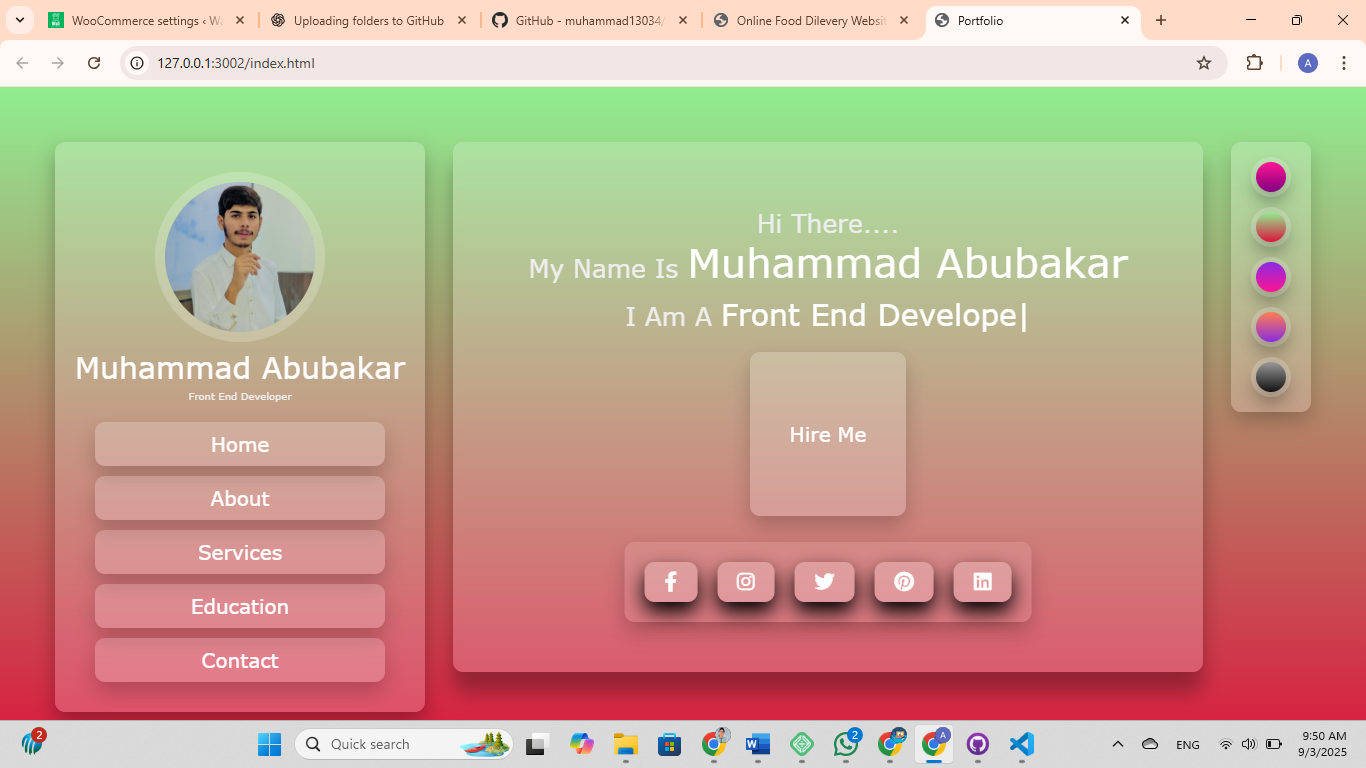 WooCommerce settings ‹ W
Uploading folders to GitHub
GitHub - muhammad13034/
Online Food Dilevery Websit
Portfolio
127.0.0.1:3002/index.html
A
Muhammad Abubakar
Front End Developer
Home
About
Services
Education
Contact
Hi There....
My Name Is Muhammad Abubakar
I Am A Front End Develope|
Hire Me
2
Quick search
2
A
ENG
9:50 AM
9/3/2025